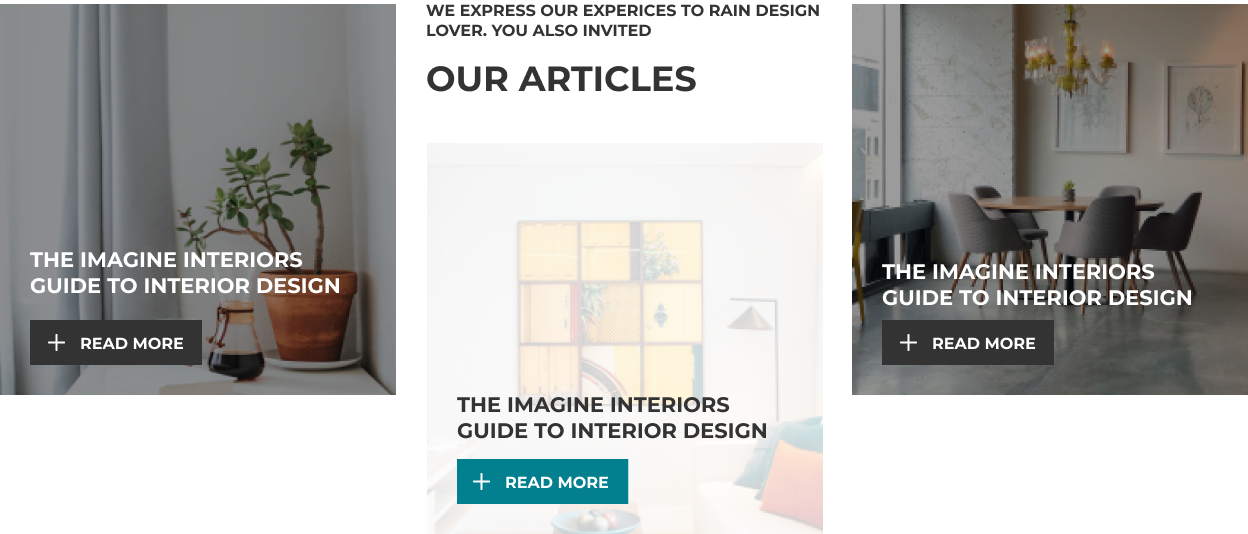 WE EXPRESS OUR EXPERICES TO RAIN DESIGN
LOVER. YOU ALSO INVITED
OUR ARTICLES
THE IMAGINE INTERIORS
GUIDE TO INTERIOR DESIGN
READ MORE
THE IMAGINE INTERIORS
GUIDE TO INTERIOR DESIGN
READ MORE
THE IMAGINE INTERIORS
GUIDE TO INTERIOR DESIGN
READ MORE